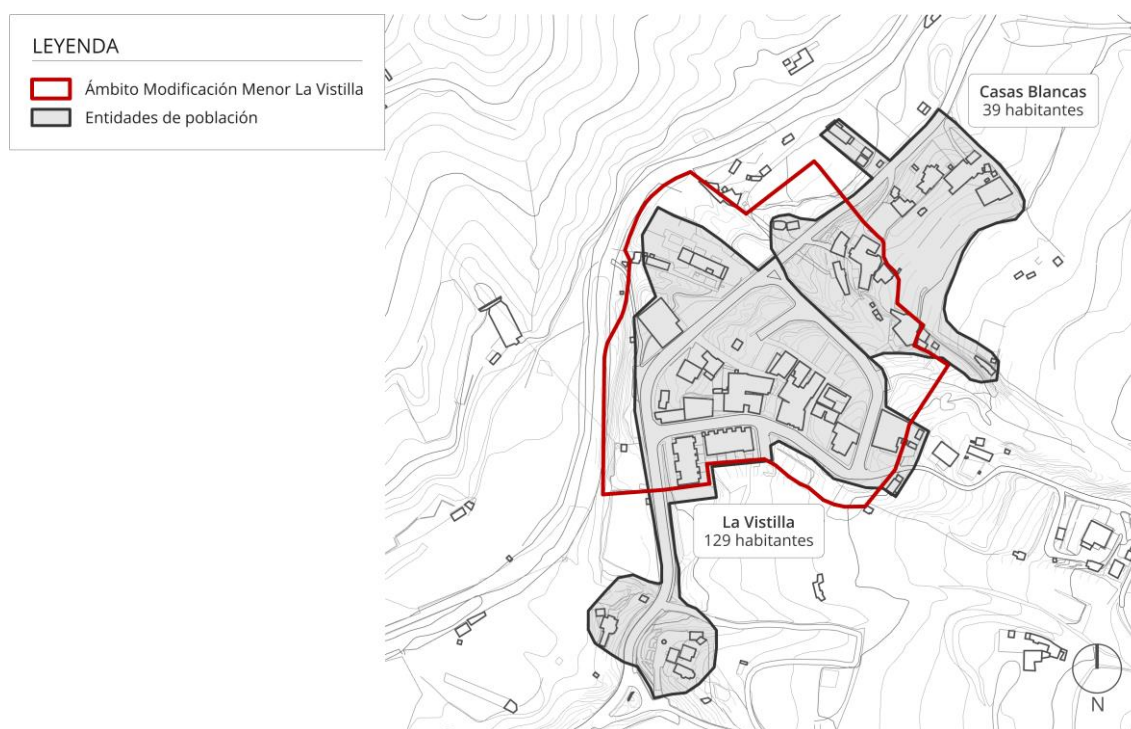 LEYENDA
Ámbito Modificación Menor La Vistilla
Entidades de población
Casas Blancas
39 habitantes
La Vistilla
129 habitantes
N